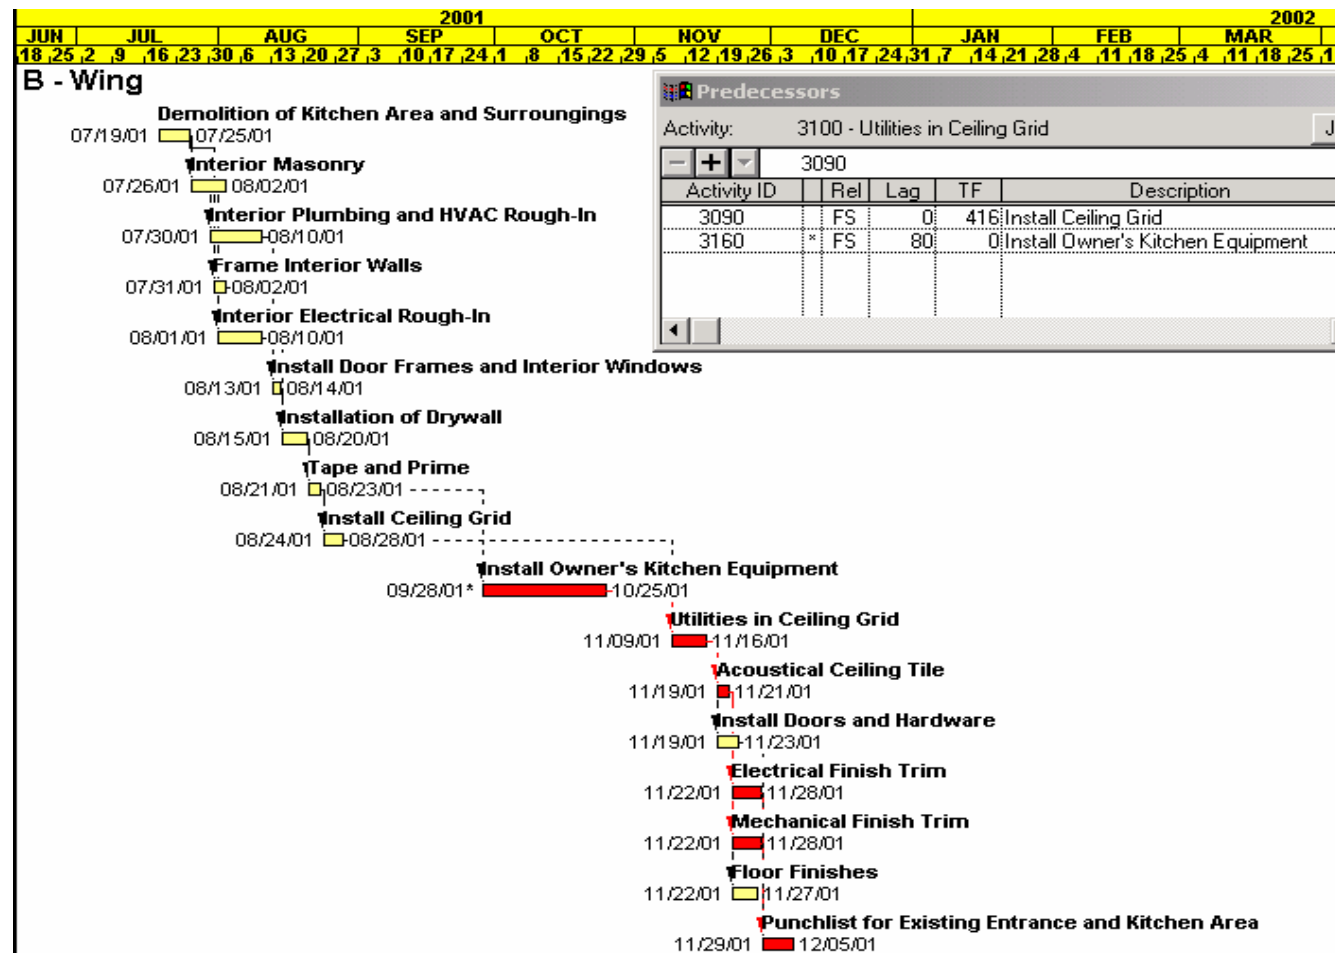 2001 2002
JUN JUL AUG SEP OCT NOV DEC JAN FEB MAR
18 25 2 9 16 23 30 6 13 20 27 3 10 17 24 1 8 15 22 29 5 12 19 26 3 10 17 24 31 7 14 21 28 4 11 18 25 4 11 18 25 1
B - Wing
Predecessors
Activity: 3100 - Utilities in Ceiling Grid J
3090
Activity ID Rel Lag TF Description
3090 FS 0 416 Install Ceiling Grid
3160 * FS 80 0 Install Owner's Kitchen Equipment
Demolition of Kitchen Area and Surroungings
07/19/01 07/25/01
Interior Masonry
07/26/01 08/02/01
Interior Plumbing and HVAC Rough-In
07/30/01 08/10/01
Frame Interior Walls
07/31/01 08/02/01
Interior Electrical Rough-In
08/01/01 08/10/01
Install Door Frames and Interior Windows
08/13/01 08/14/01
Installation of Drywall
08/15/01 08/20/01
Tape and Prime
08/21/01 08/23/01
Install Ceiling Grid
08/24/01 08/28/01
Install Owner's Kitchen Equipment
09/28/01* 10/25/01
Utilities in Ceiling Grid
11/09/01 11/16/01
Acoustical Ceiling Tile
11/19/01 11/21/01
Install Doors and Hardware
11/19/01 11/23/01
Electrical Finish Trim
11/22/01 11/28/01
Mechanical Finish Trim
11/22/01 11/28/01
Floor Finishes
11/22/01 11/27/01
Punchlist for Existing Entrance and Kitchen Area
11/29/01 12/05/01